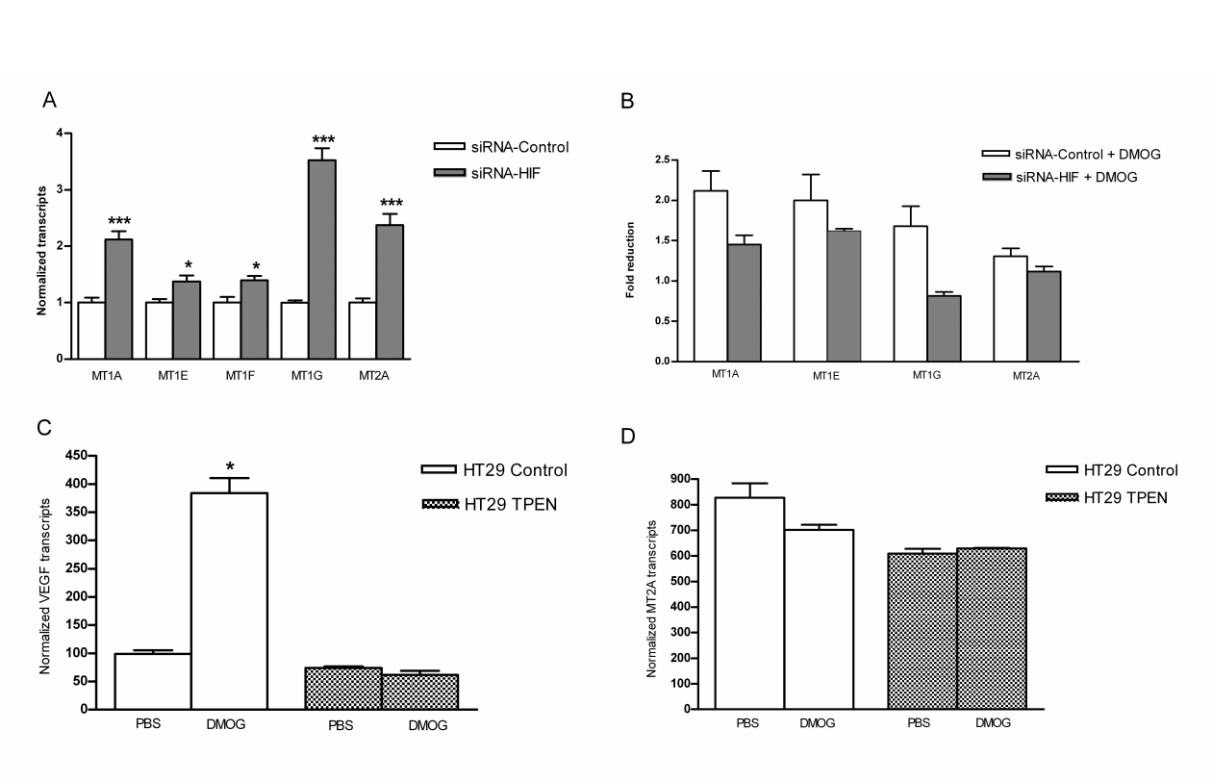 A
Normalized transcripts
4
3
2
1
0
***
*
*
***
***
MT1A MT1E MT1F MT1G MT2A
siRNA-Control
siRNA-HIF
B
Fold reduction
2.5
2.0
1.5
1.0
0.5
0.0
MT1A MT1E MT1G MT2A
siRNA-Control + DMOG
siRNA-HIF + DMOG
C
Normalized VEGF transcripts
450
400
350
300
250
200
150
100
50
0
*
PBS DMOG PBS DMOG
HT29 Control
HT29 TPEN
D
Normalized MT2A transcripts
900
800
700
600
500
400
300
200
100
0
PBS DMOG PBS DMOG
HT29 Control
HT29 TPEN